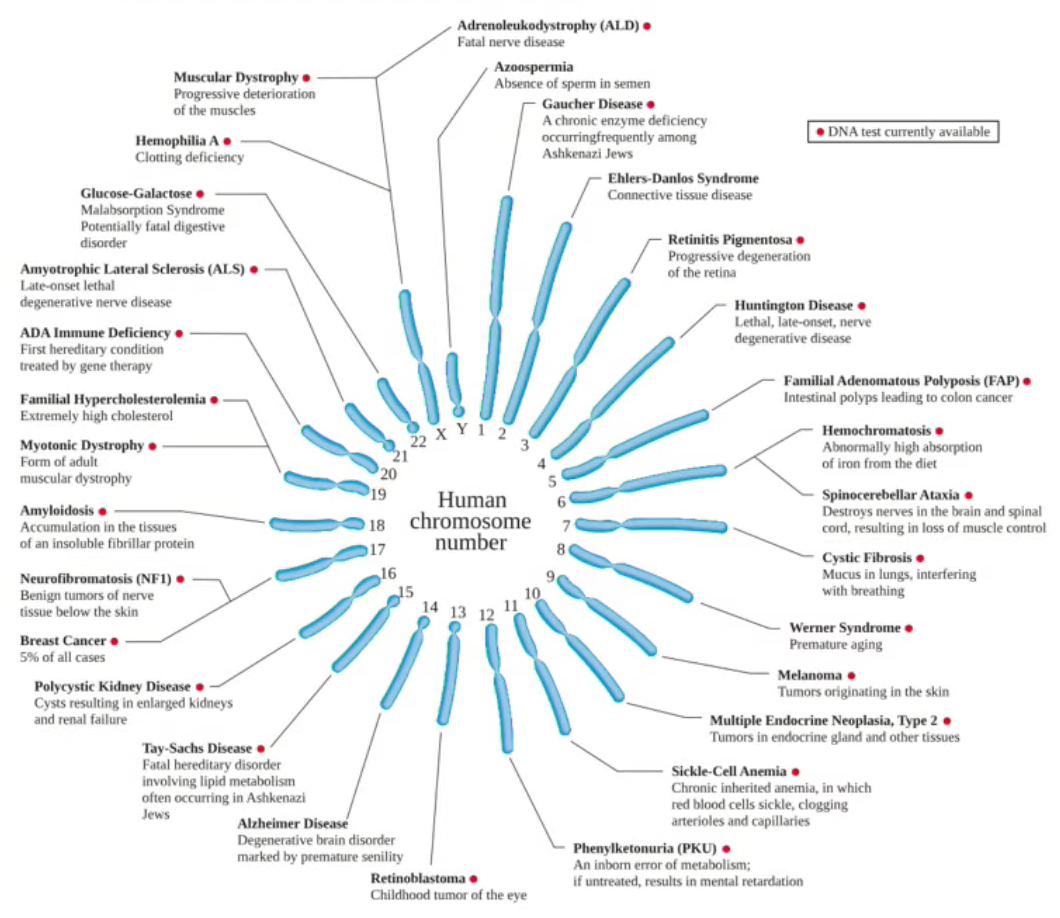 Adrenoleukodystrophy (ALD)
Fatal nerve disease
Azoospermia
Absence of sperm in semen
Gaucher Disease
A chronic enzyme deficiency
occurringfrequently among
Ashkenazi Jews
DNA test currently available
Ehlers-Danlos Syndrome
Connective tissue disease
Retinitis Pigmentosa
Progressive degeneration
of the retina
Huntington Disease
Lethal, late-onset, nerve
degenerative disease
Familial Adenomatous Polyposis (FAP)
Intestinal polyps leading to colon cancer
Hemochromatosis
Abnormally high absorption
of iron from the diet
Spinocerebellar Ataxia
Destroys nerves in the brain and spinal
cord, resulting in loss of muscle control
Cystic Fibrosis
Mucus in lungs, interfering
with breathing
Werner Syndrome
Premature aging
Melanoma
Tumors originating in the skin
Multiple Endocrine Neoplasia, Type 2
Tumors in endocrine gland and other tissues
Sickle-Cell Anemia
Chronic inherited anemia, in which
red blood cells sickle, clogging
arterioles and capillaries
Phenylketonuria (PKU)
An inborn error of metabolism;
if untreated, results in mental retardation
Retinoblastoma
Childhood tumor of the eye
Alzheimer Disease
Degenerative brain disorder
marked by premature senility
Tay-Sachs Disease
Fatal hereditary disorder
involving lipid metabolism
often occurring in Ashkenazi
Jews
Polycystic Kidney Disease
Cysts resulting in enlarged kidneys
and renal failure
Breast Cancer
5% of all cases
Neurofibromatosis (NF1)
Benign tumors of nerve
tissue below the skin
Amyloidosis
Accumulation in the tissues
of an insoluble fibrillar protein
Myotonic Dystrophy
Form of adult
muscular dystrophy
Familial Hypercholesterolemia
Extremely high cholesterol
ADA Immune Deficiency
First hereditary condition
treated by gene therapy
Amyotrophic Lateral Sclerosis (ALS)
Late-onset lethal
degenerative nerve disease
Glucose-Galactose
Malabsorption Syndrome
Potentially fatal digestive
disorder
Hemophilia A
Clotting deficiency
Muscular Dystrophy
Progressive deterioration
of the muscles
Human
chromosome
number
1
2
3
4
5
6
7
8
9
10
11
12
13
14
15
16
17
18
19
20
21
22
X
Y